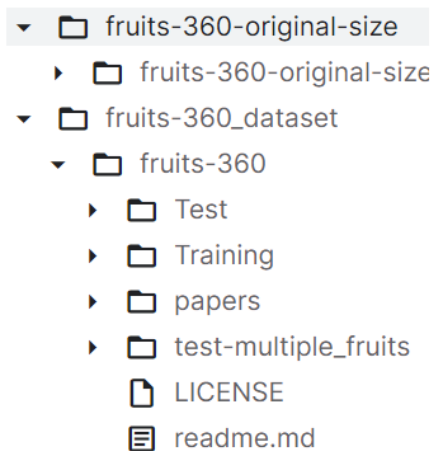 fruits-360-original-size
fruits-360-original-size
fruits-360_dataset
fruits-360
Test
Training
papers
test-multiple_fruits
LICENSE
readme.md